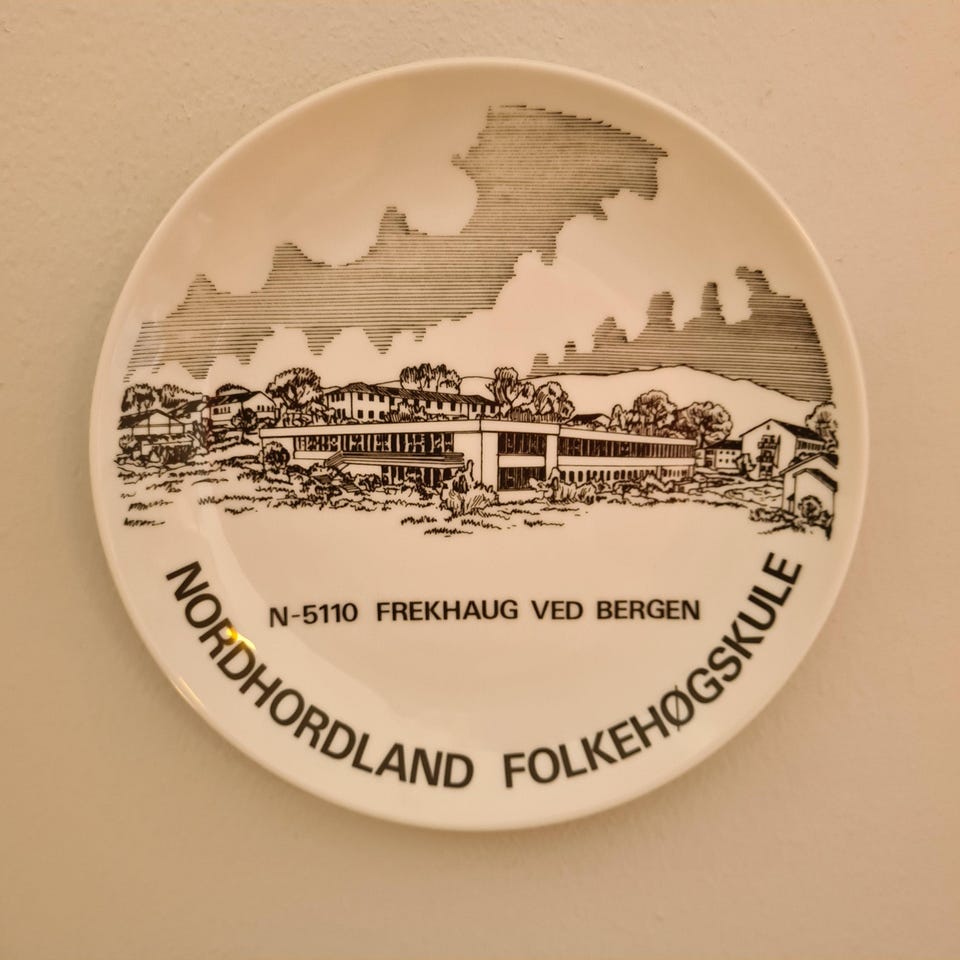 N-5110 FREKHAUG VED BERGEN
NORDHORDLAND FOLKEHØGSKULE